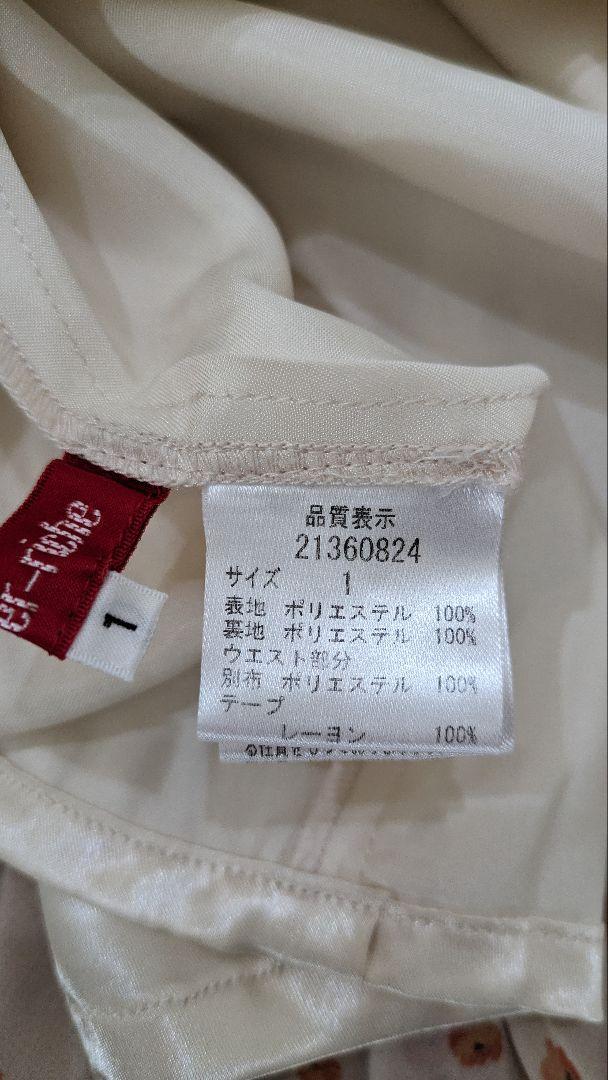 品質表示
21360824
サイズ 1
表地 ポリエステル 100%
裏地 ポリエステル 100%
ウエスト部分
別布 ポリエステル 100%
テープ
レーヨン 100%
er-riche
1